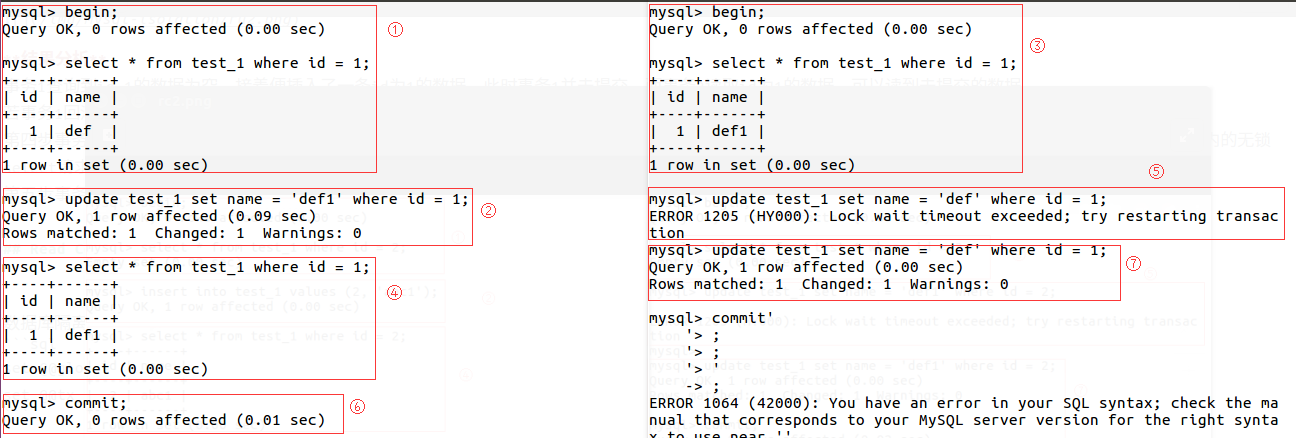 mysql> begin;
Query OK, 0 rows affected (0.00 sec)
①
mysql> select * from test_1 where id = 1;
+----+------+
| id | name |
+----+------+
|  1 | def  |
+----+------+
1 row in set (0.00 sec)
mysql> update test_1 set name = 'def1' where id = 1;
Query OK, 1 row affected (0.09 sec)
Rows matched: 1  Changed: 1  Warnings: 0
②
mysql> select * from test_1 where id = 1;
+----+------+
| id | name |
+----+------+
|  1 | def1 |
+----+------+
1 row in set (0.00 sec)
④
mysql> commit;
Query OK, 0 rows affected (0.01 sec)
⑥
mysql> begin;
Query OK, 0 rows affected (0.00 sec)
③
mysql> select * from test_1 where id = 1;
+----+------+
| id | name |
+----+------+
|  1 | def1 |
+----+------+
1 row in set (0.00 sec)
⑤
mysql> update test_1 set name = 'def' where id = 1;
ERROR 1205 (HY000): Lock wait timeout exceeded; try restarting transac
tion
mysql> update test_1 set name = 'def' where id = 1;
Query OK, 1 row affected (0.00 sec)
Rows matched: 1  Changed: 1  Warnings: 0
⑦
mysql> commit'
    '> ;
    '> ;
    '> '
    -> ;
ERROR 1064 (42000): You have an error in your SQL syntax; check the ma
nual that corresponds to your MySQL server version for the right synta
x to use near ''